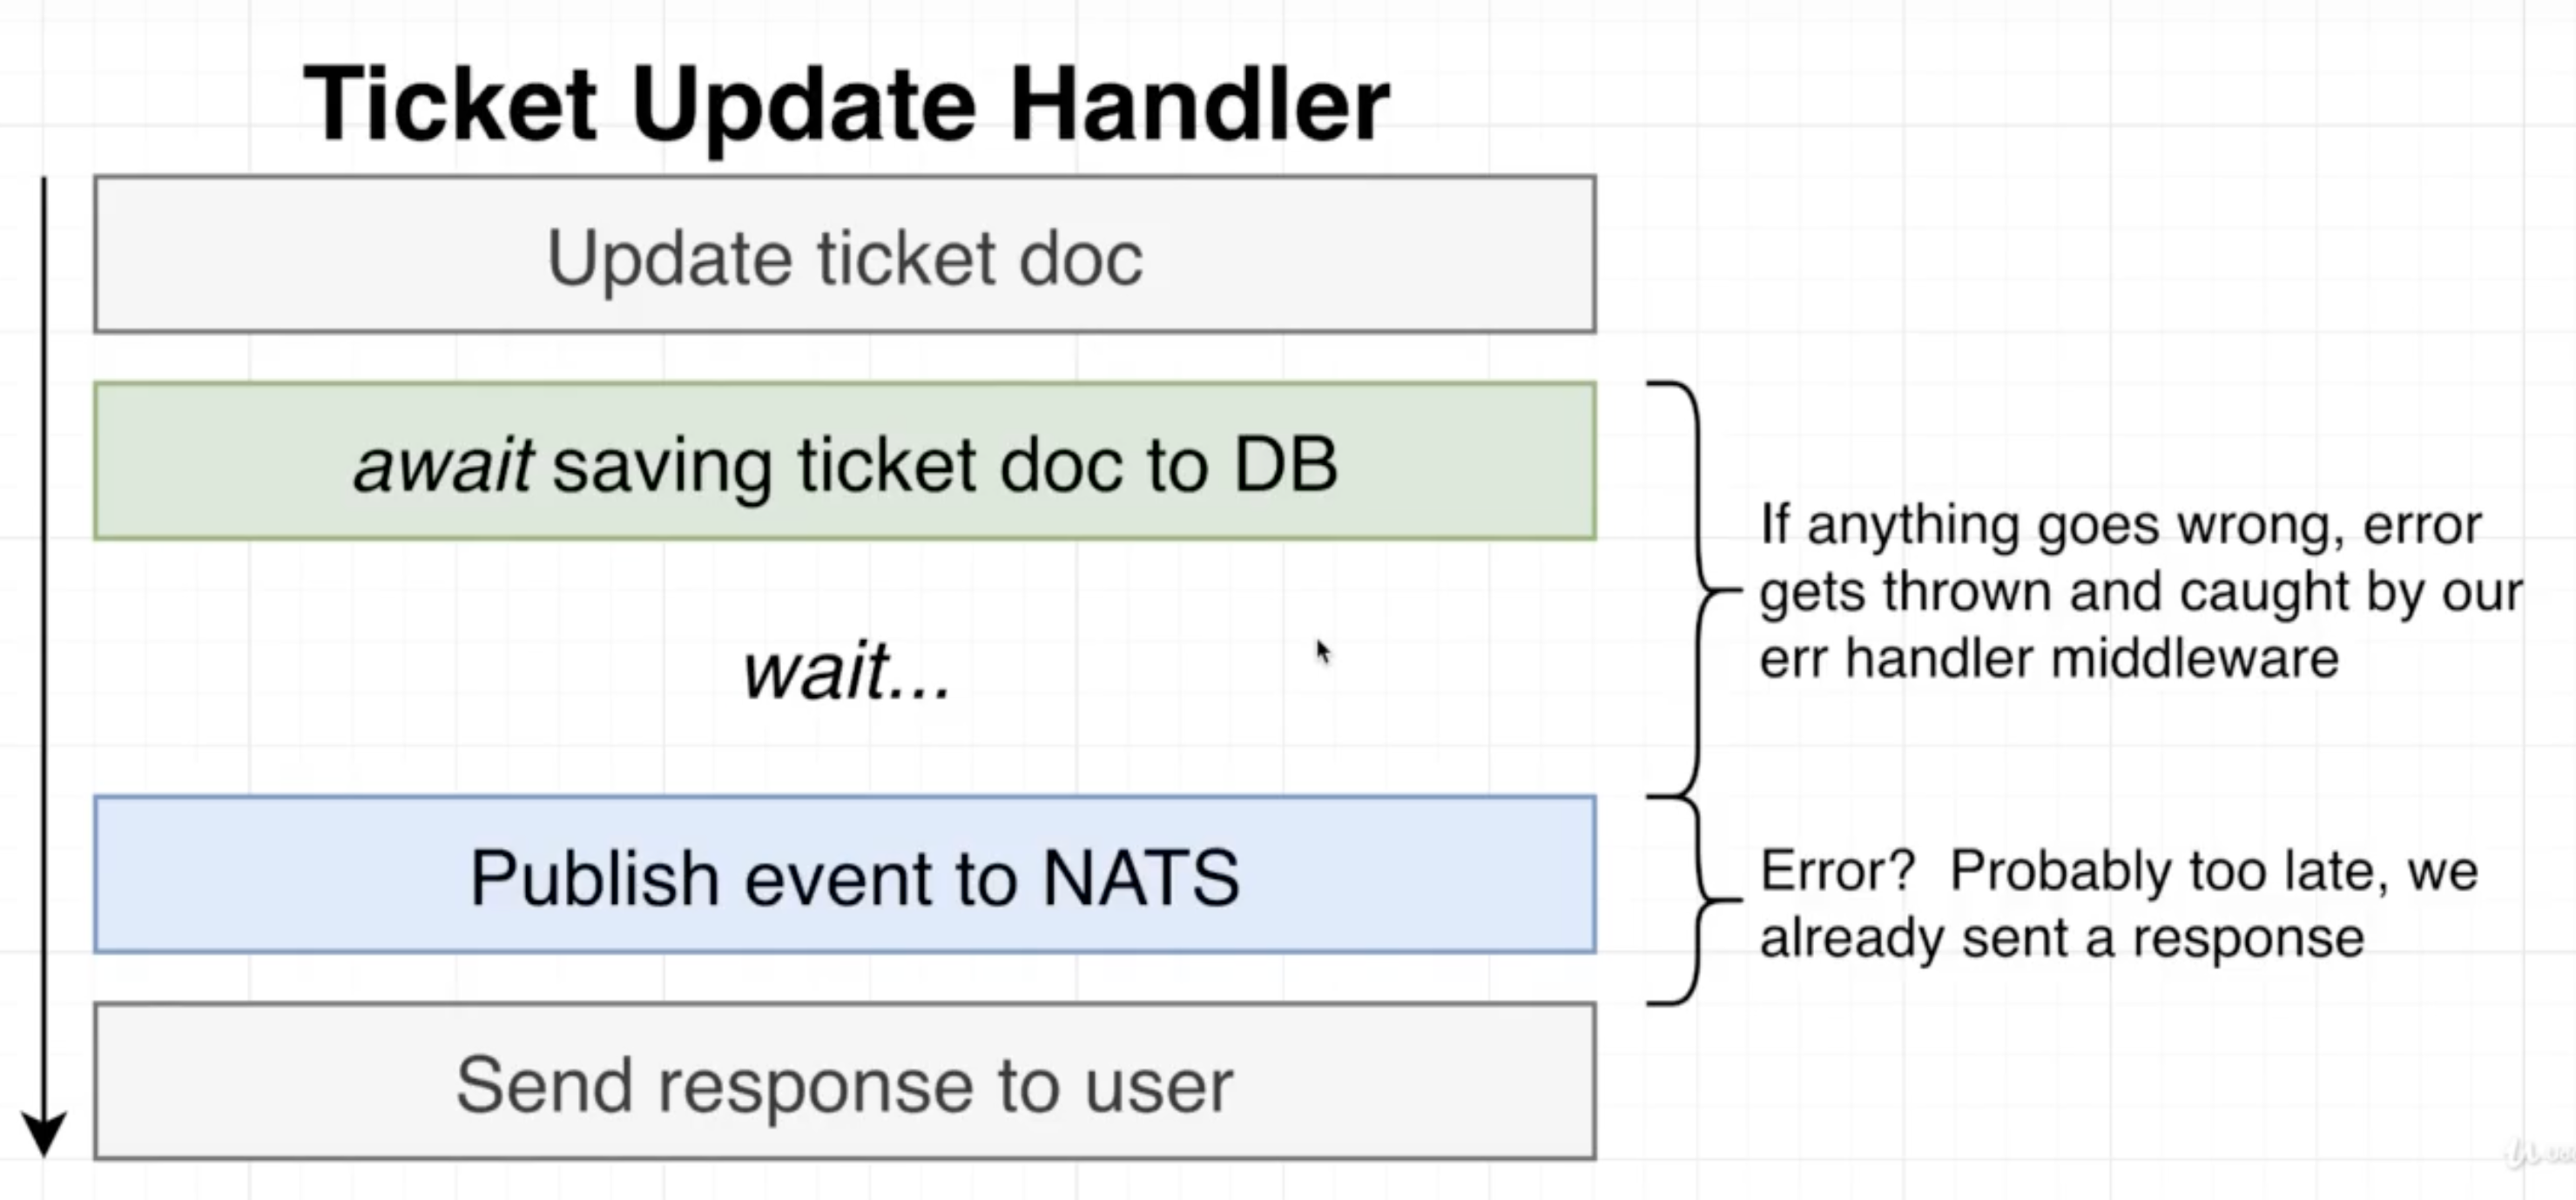 Ticket Update Handler
Update ticket doc
await saving ticket doc to DB
If anything goes wrong, error
gets thrown and caught by our
err handler middleware
wait...
Publish event to NATS
Error?  Probably too late, we
already sent a response
Send response to user